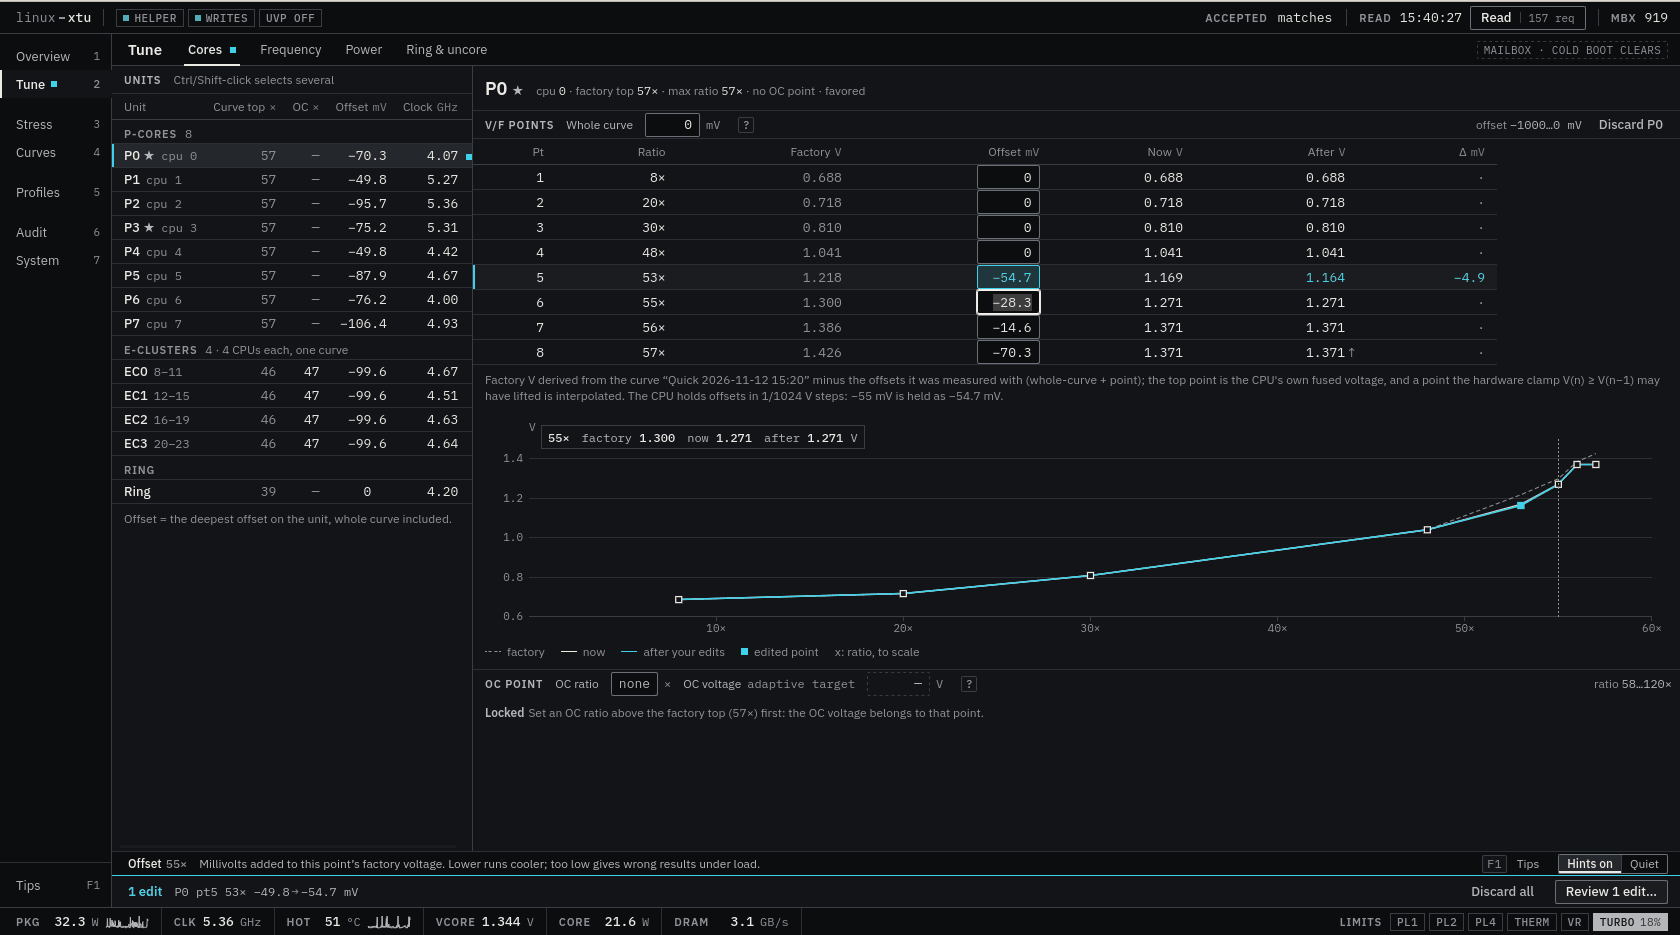 linux-xtu HELPER WRITES UVP OFF ACCEPTED matches READ 15:40:27 Read 157 req MBX 919
Overview 1
Tune 2
Stress 3
Curves 4
Profiles 5
Audit 6
System 7
Tips F1
Tune Cores Frequency Power Ring & uncore MAILBOX · COLD BOOT CLEARS
UNITS Ctrl/Shift-click selects several
Unit Curve top × OC × Offset mV Clock GHz
P-CORES 8
P0 ★ cpu 0 57 — −70.3 4.07
P1 cpu 1 57 — −49.8 5.27
P2 cpu 2 57 — −95.7 5.36
P3 ★ cpu 3 57 — −75.2 5.31
P4 cpu 4 57 — −49.8 4.42
P5 cpu 5 57 — −87.9 4.67
P6 cpu 6 57 — −76.2 4.00
P7 cpu 7 57 — −106.4 4.93
E-CLUSTERS 4 · 4 CPUs each, one curve
EC0 8–11 46 47 −99.6 4.67
EC1 12–15 46 47 −99.6 4.51
EC2 16–19 46 47 −99.6 4.63
EC3 20–23 46 47 −99.6 4.64
RING
Ring 39 — 0 4.20
Offset = the deepest offset on the unit, whole curve included.
P0 ★ cpu 0 · factory top 57× · max ratio 57× · no OC point · favored
V/F POINTS Whole curve 0 mV ? offset −1000…0 mV Discard P0
Pt Ratio Factory V Offset mV Now V After V Δ mV
1 8× 0.688 0 0.688 0.688 ·
2 20× 0.718 0 0.718 0.718 ·
3 30× 0.810 0 0.810 0.810 ·
4 48× 1.041 0 1.041 1.041 ·
5 53× 1.218 −54.7 1.169 1.164 −4.9
6 55× 1.300 −28.3 1.271 1.271 ·
7 56× 1.386 −14.6 1.371 1.371 ·
8 57× 1.426 −70.3 1.371 1.371 ↑ ·
Factory V derived from the curve “Quick 2026-11-12 15:20” minus the offsets it was measured with (whole-curve + point); the top point is the CPU's own fused voltage, and a point the hardware clamp V(n) ≥ V(n−1) may
have lifted is interpolated. The CPU holds offsets in 1/1024 V steps: −55 mV is held as −54.7 mV.
V
55× factory 1.300 now 1.271 after 1.271 V
1.4
1.2
1.0
0.8
0.6
10× 20× 30× 40× 50× 60×
factory now after your edits edited point x: ratio, to scale
OC POINT OC ratio none × OC voltage adaptive target — V ? ratio 58…120×
Locked Set an OC ratio above the factory top (57×) first: the OC voltage belongs to that point.
Offset 55× Millivolts added to this point's factory voltage. Lower runs cooler; too low gives wrong results under load. F1 Tips Hints on Quiet
1 edit P0 pt5 53× −49.8→−54.7 mV Discard all Review 1 edit…
PKG 32.3 W CLK 5.36 GHz HOT 51 °C VCORE 1.344 V CORE 21.6 W DRAM 3.1 GB/s LIMITS PL1 PL2 PL4 THERM VR TURBO 18%